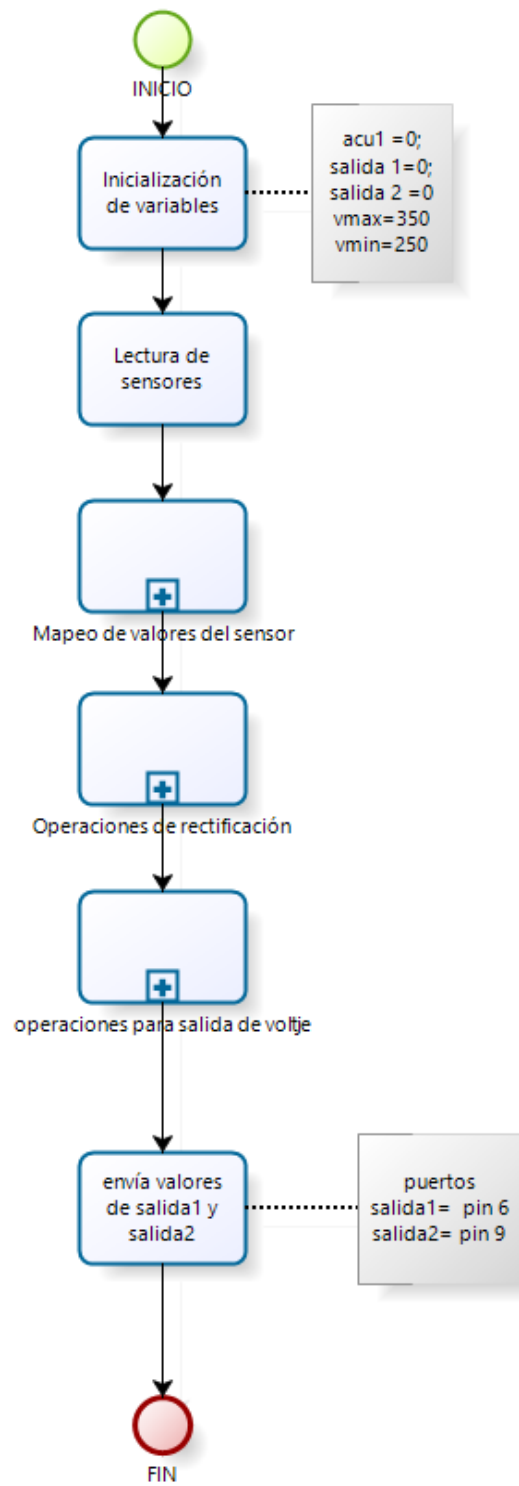 INICIO
Inicialización
de variables
acu1 =0;
salida 1=0;
salida 2 =0
vmax=350
vmin=250
Lectura de
sensores
Mapeo de valores del sensor
Operaciones de rectificación
operaciones para salida de voltje
envía valores
de salida1 y
salida2
puertos
salida1= pin 6
salida2= pin 9
FIN